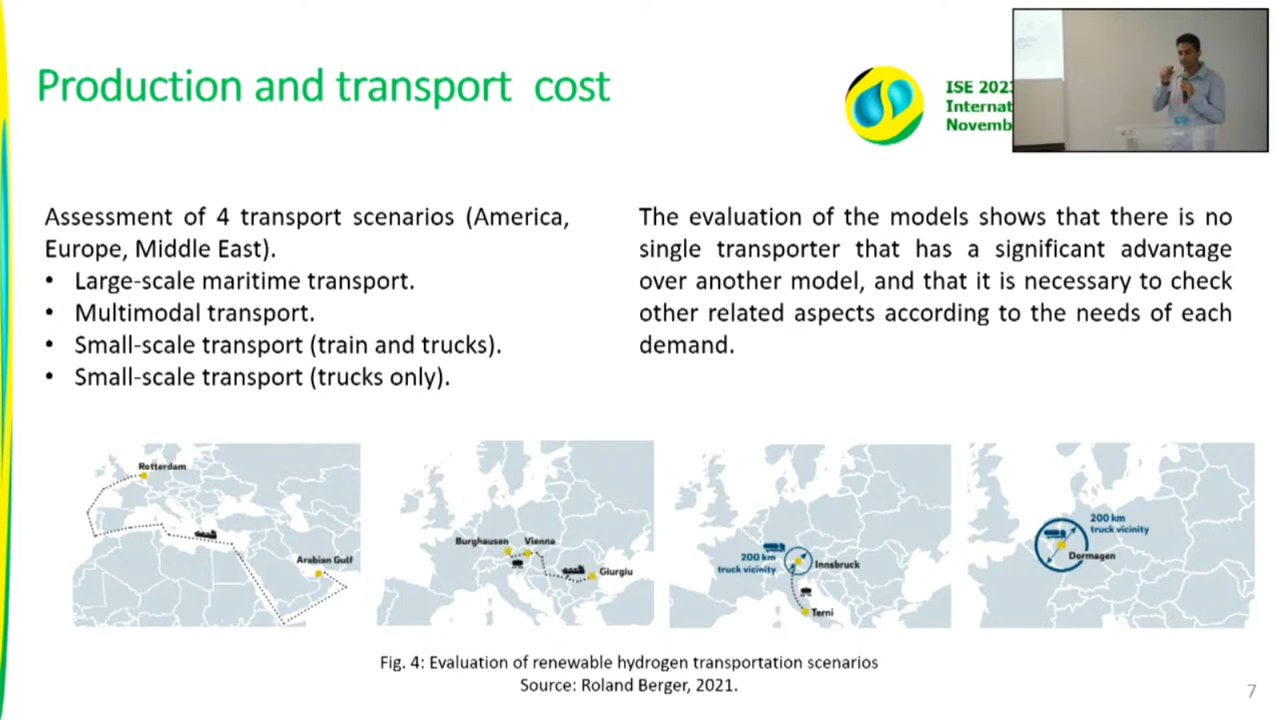 Production and transport cost
ISE 202
Internat
Novemb
Assessment of 4 transport scenarios (America,
Europe, Middle East).
• Large-scale maritime transport.
• Multimodal transport.
• Small-scale transport (train and trucks).
• Small-scale transport (trucks only).
The evaluation of the models shows that there is no
single transporter that has a significant advantage
over another model, and that it is necessary to check
other related aspects according to the needs of each
demand.
Rotterdam
Arabian Gulf
Burghausen
Vienna
Giurgiu
200 km
truck vicinity
Innsbruck
Terni
200 km
truck vicinity
Dormagen
Fig. 4: Evaluation of renewable hydrogen transportation scenarios
Source: Roland Berger, 2021.
7